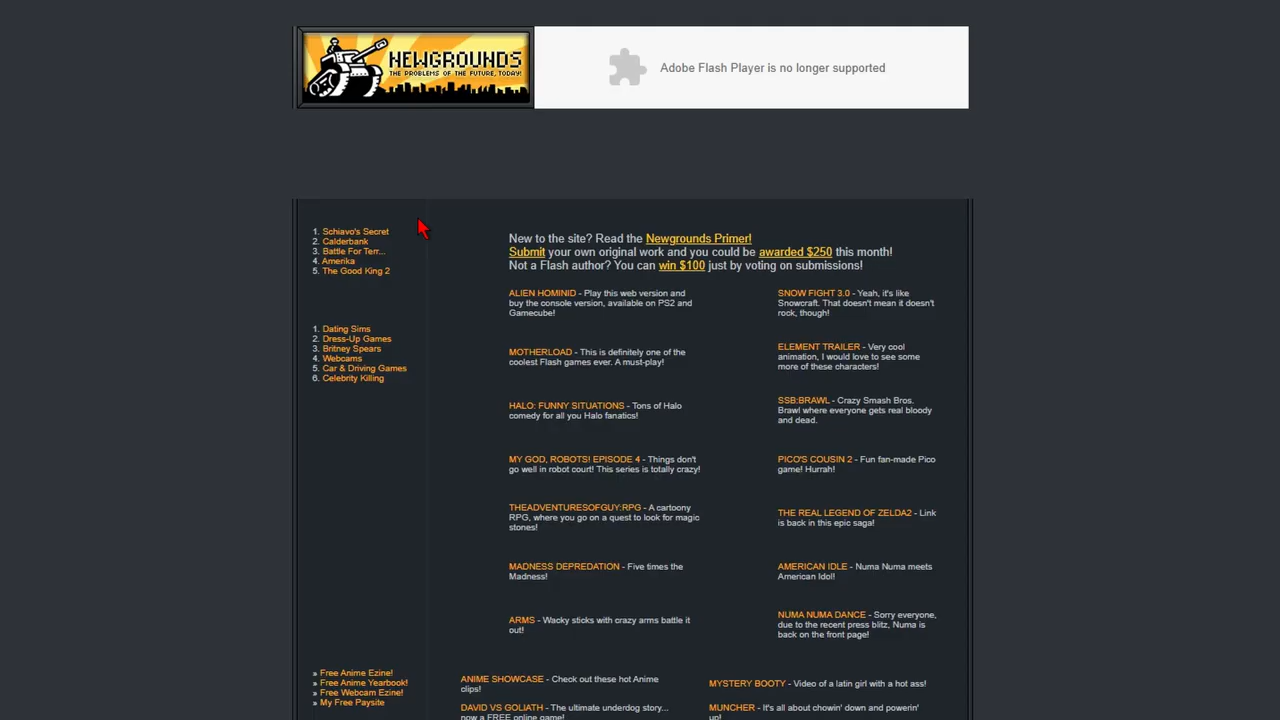 NEWGROUNDS
THE PROBLEMS OF THE FUTURE, TODAY!
Adobe Flash Player is no longer supported
1. Schiavo's Secret
2. Calderbank
3. Battle For Terr...
4. Amerika
5. The Good King 2
1. Dating Sims
2. Dress-Up Games
3. Britney Spears
4. Webcams
5. Car & Driving Games
6. Celebrity Killing
» Free Anime Ezine!
» Free Anime Yearbook!
» Free Webcam Ezine!
» My Free Paysite
New to the site? Read the Newgrounds Primer!
Submit your own original work and you could be awarded $250 this month!
Not a Flash author? You can win $100 just by voting on submissions!
ALIEN HOMINID - Play this web version and
buy the console version, available on PS2 and
Gamecube!
SNOW FIGHT 3.0 - Yeah, it's like
Snowcraft. That doesn't mean it doesn't
rock, though!
MOTHERLOAD - This is definitely one of the
coolest Flash games ever. A must-play!
ELEMENT TRAILER - Very cool
animation, I would love to see some
more of these characters!
HALO: FUNNY SITUATIONS - Tons of Halo
comedy for all you Halo fanatics!
SSB:BRAWL - Crazy Smash Bros.
Brawl where everyone gets real bloody
and dead.
MY GOD, ROBOTS! EPISODE 4 - Things don't
go well in robot court! This series is totally crazy!
PICO'S COUSIN 2 - Fun fan-made Pico
game! Hurrah!
THEADVENTURESOFGUY:RPG - A cartoony
RPG, where you go on a quest to look for magic
stones!
THE REAL LEGEND OF ZELDA2 - Link
is back in this epic saga!
MADNESS DEPREDATION - Five times the
Madness!
AMERICAN IDLE - Numa Numa meets
American Idol!
ARMS - Wacky sticks with crazy arms battle it
out!
NUMA NUMA DANCE - Sorry everyone,
due to the recent press blitz, Numa is
back on the front page!
ANIME SHOWCASE - Check out these hot Anime
clips!
MYSTERY BOOTY - Video of a latin girl with a hot ass!
DAVID VS GOLIATH - The ultimate underdog story...
now a FREE online game!
MUNCHER - It's all about chowin' down and powerin'
up!